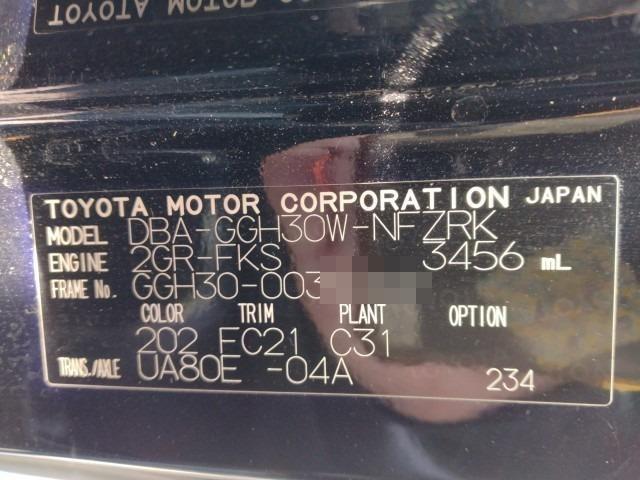 TOYOTA MOTOR CORPORATION JAPAN
MODEL DBA-GGH30W-NFZRK
ENGINE 2GR-FKS 3456 mL
FRAME No. GGH30-003
COLOR TRIM PLANT OPTION
202 EC21 C31
TRANS./AXLE UA80E -04A 234